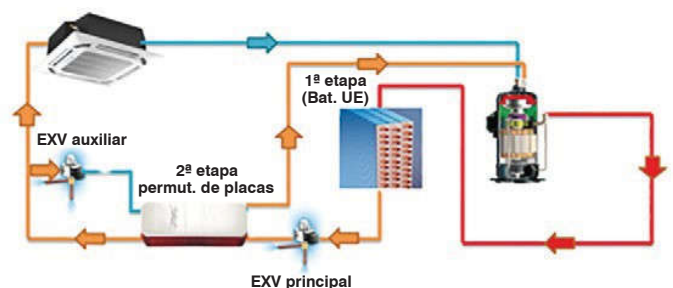 1ª etapa
(Bat. UE)
EXV auxiliar
2ª etapa
permut. de placas
EXV principal